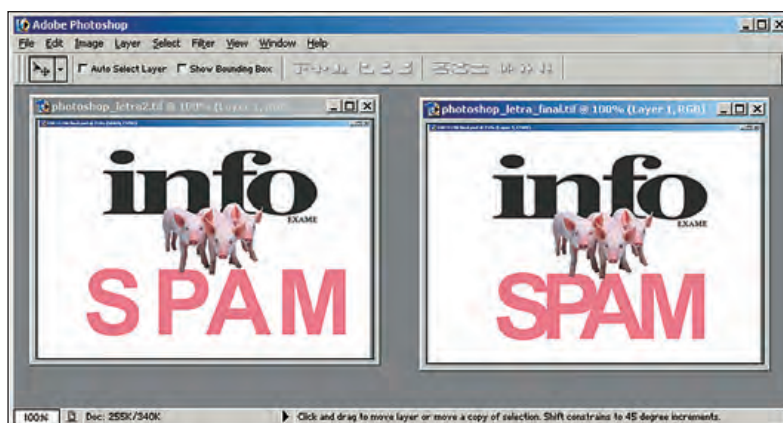 Adobe Photoshop
File Edit Image Layer Select Filter View Window Help
Auto Select Layer Show Bounding Box
photoshop_letra2.tif @ 100% (Layer 1,
info
EXAME
SPAM
photoshop_letra_final.tif @ 100% (Layer 1, RGB)
info
EXAME
SPAM
100% Doc: 255K/340K Click and drag to move layer or move a copy of selection. Shift constrains to 45 degree increments.